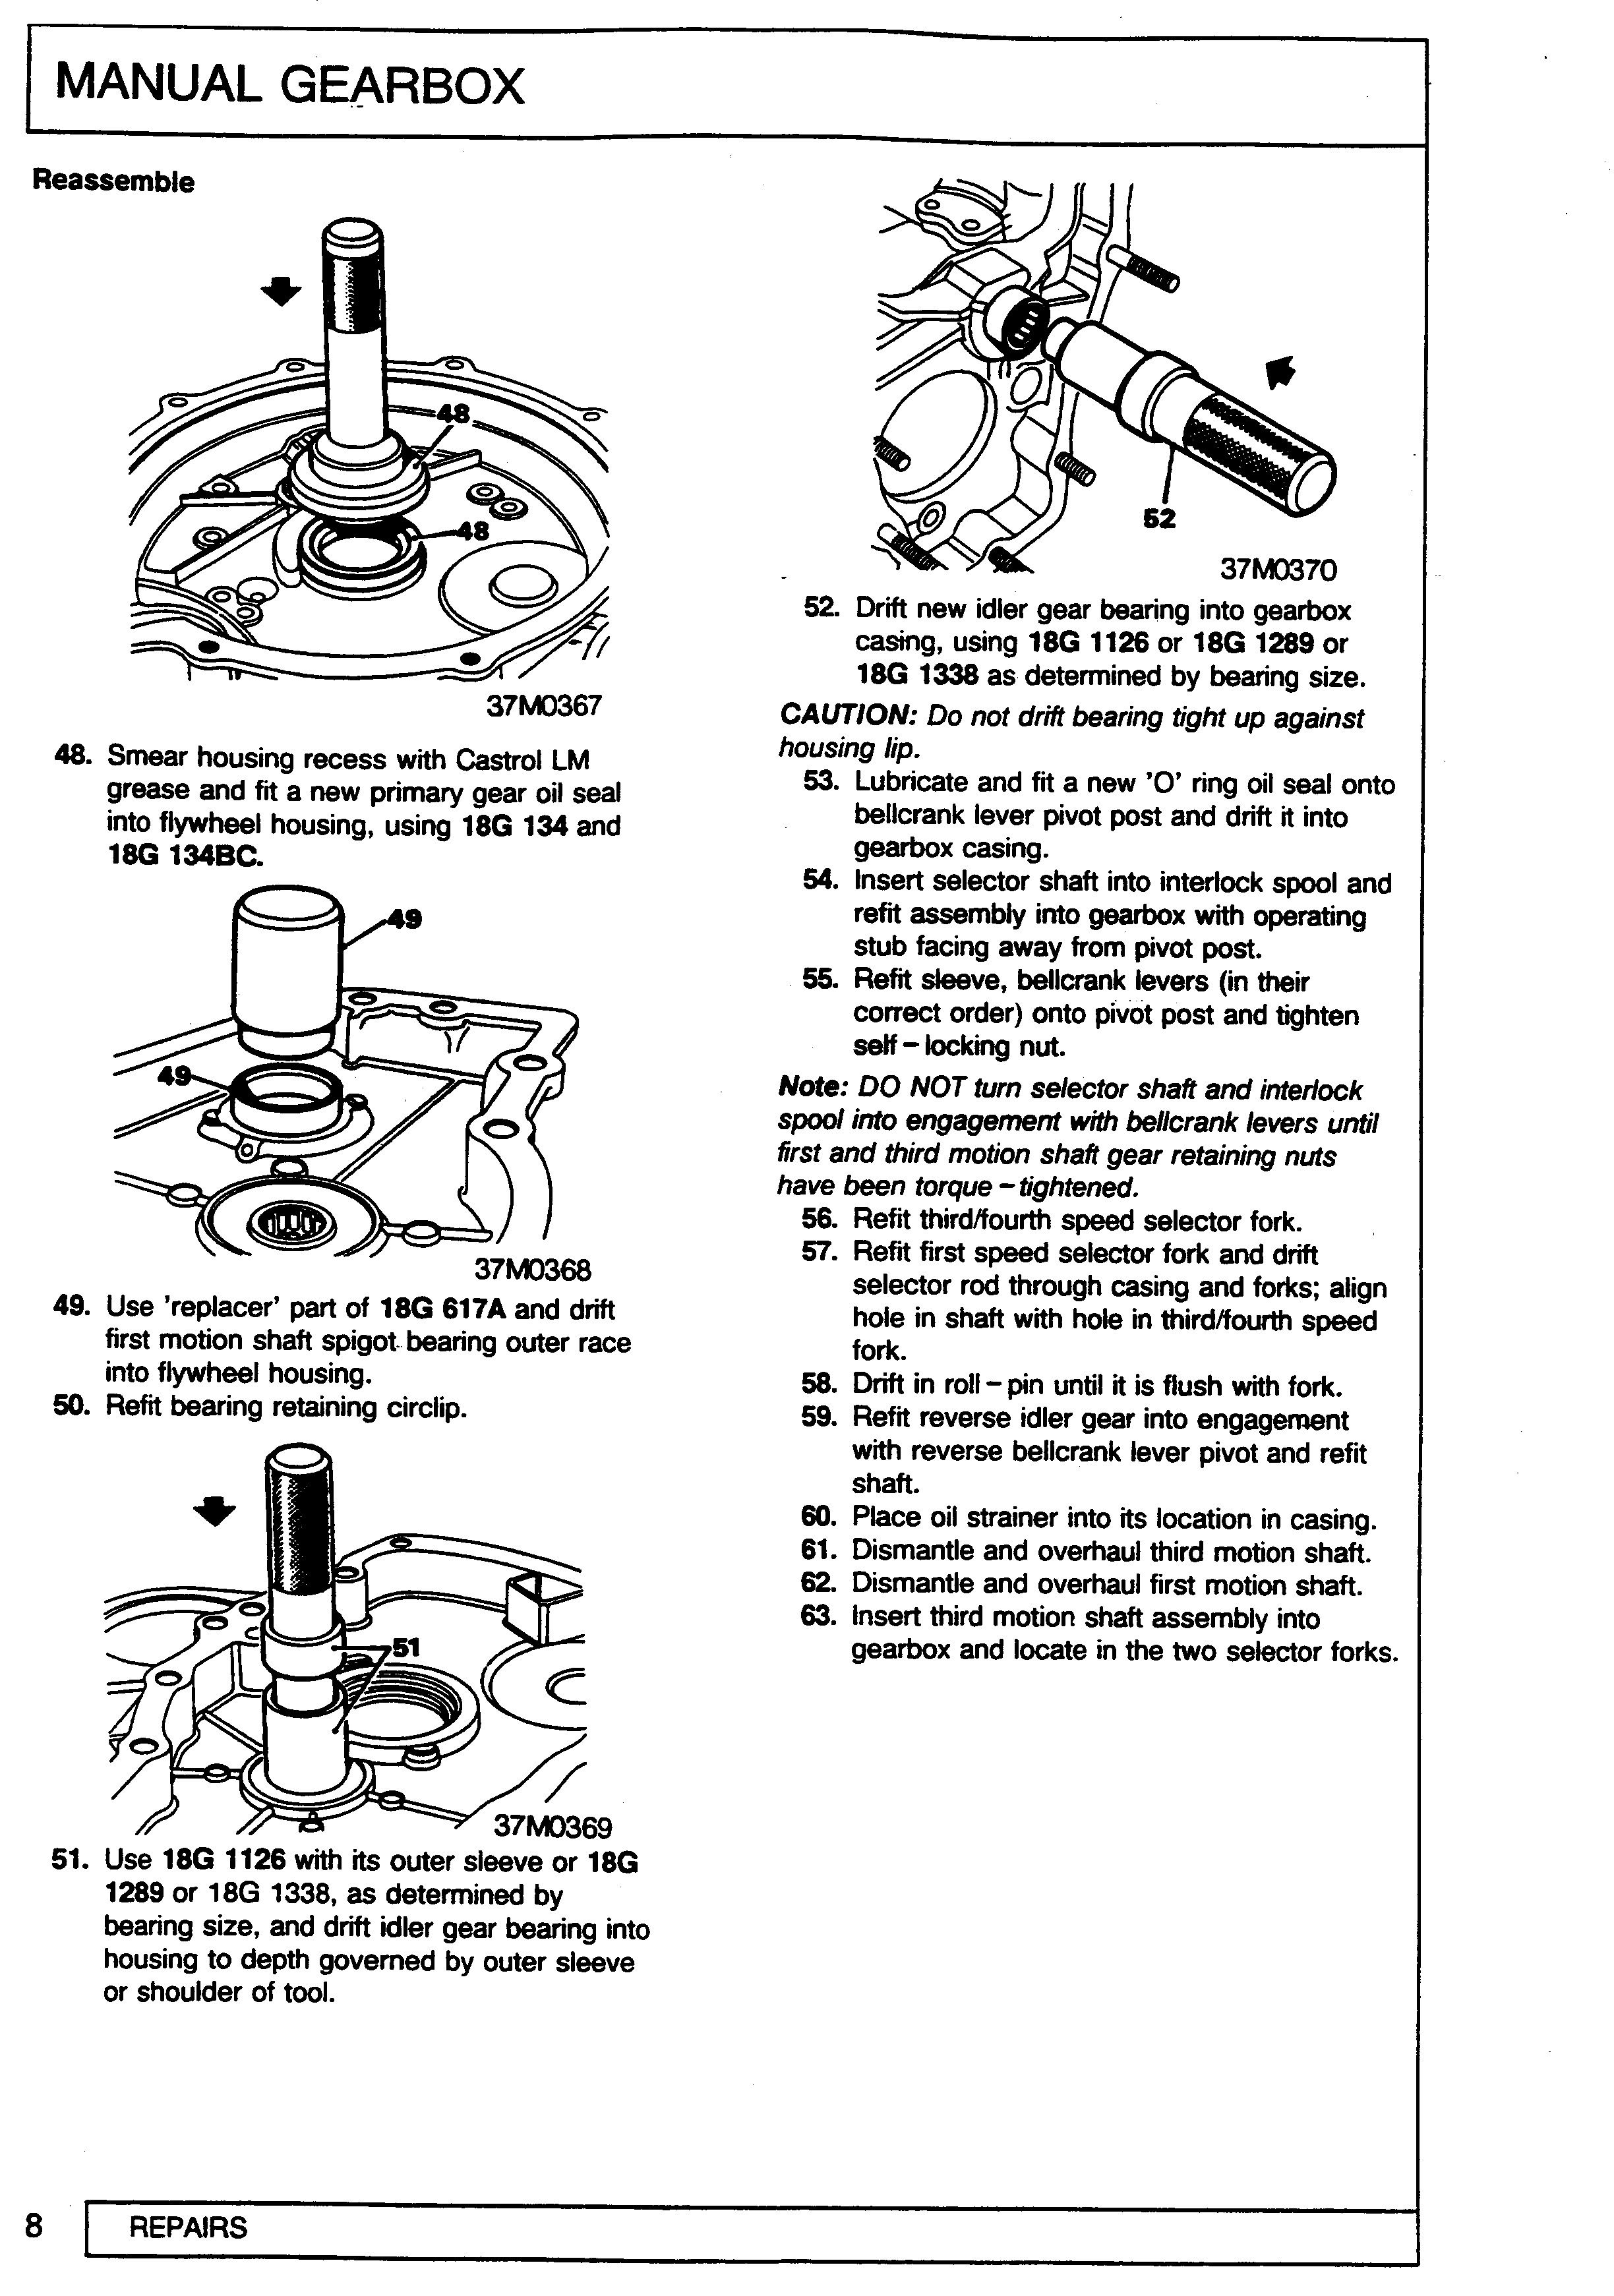 MANUAL GEARBOX
Reassemble
48
48
37M0367
48. Smear housing recess with Castrol LM
grease and fit a new primary gear oil seal
into flywheel housing, using 18G 134 and
18G 134BC.
49
49
37M0368
49. Use 'replacer' part of 18G 617A and drift
first motion shaft spigot bearing outer race
into flywheel housing.
50. Refit bearing retaining circlip.
51
37M0369
51. Use 18G 1126 with its outer sleeve or 18G
1289 or 18G 1338, as determined by
bearing size, and drift idler gear bearing into
housing to depth governed by outer sleeve
or shoulder of tool.
52
37M0370
52. Drift new idler gear bearing into gearbox
casing, using 18G 1126 or 18G 1289 or
18G 1338 as determined by bearing size.
CAUTION: Do not drift bearing tight up against
housing lip.
53. Lubricate and fit a new 'O' ring oil seal onto
bellcrank lever pivot post and drift it into
gearbox casing.
54. Insert selector shaft into interlock spool and
refit assembly into gearbox with operating
stub facing away from pivot post.
55. Refit sleeve, bellcrank levers (in their
correct order) onto pivot post and tighten
self – locking nut.
Note: DO NOT turn selector shaft and interlock
spool into engagement with bellcrank levers until
first and third motion shaft gear retaining nuts
have been torque – tightened.
56. Refit third/fourth speed selector fork.
57. Refit first speed selector fork and drift
selector rod through casing and forks; align
hole in shaft with hole in third/fourth speed
fork.
58. Drift in roll – pin until it is flush with fork.
59. Refit reverse idler gear into engagement
with reverse bellcrank lever pivot and refit
shaft.
60. Place oil strainer into its location in casing.
61. Dismantle and overhaul third motion shaft.
62. Dismantle and overhaul first motion shaft.
63. Insert third motion shaft assembly into
gearbox and locate in the two selector forks.
8
REPAIRS